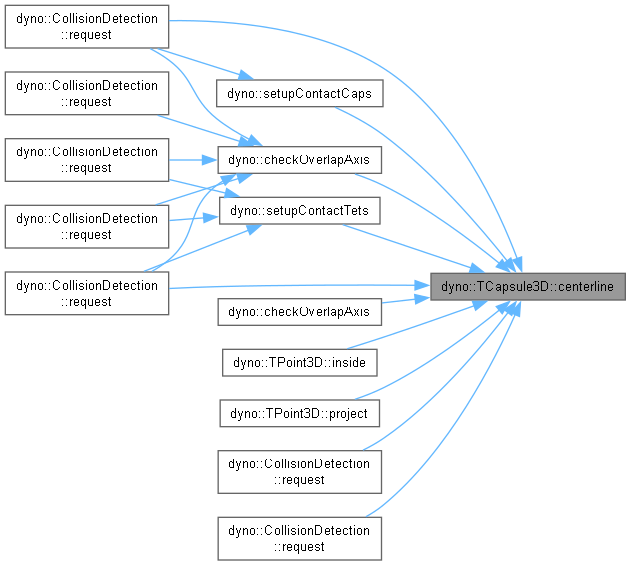 dyno::CollisionDetection
::request
dyno::CollisionDetection
::request
dyno::CollisionDetection
::request
dyno::CollisionDetection
::request
dyno::CollisionDetection
::request
dyno::setupContactCaps
dyno::checkOverlapAxis
dyno::setupContactTets
dyno::checkOverlapAxis
dyno::TPoint3D::inside
dyno::TPoint3D::project
dyno::CollisionDetection
::request
dyno::CollisionDetection
::request
dyno::TCapsule3D::centerline